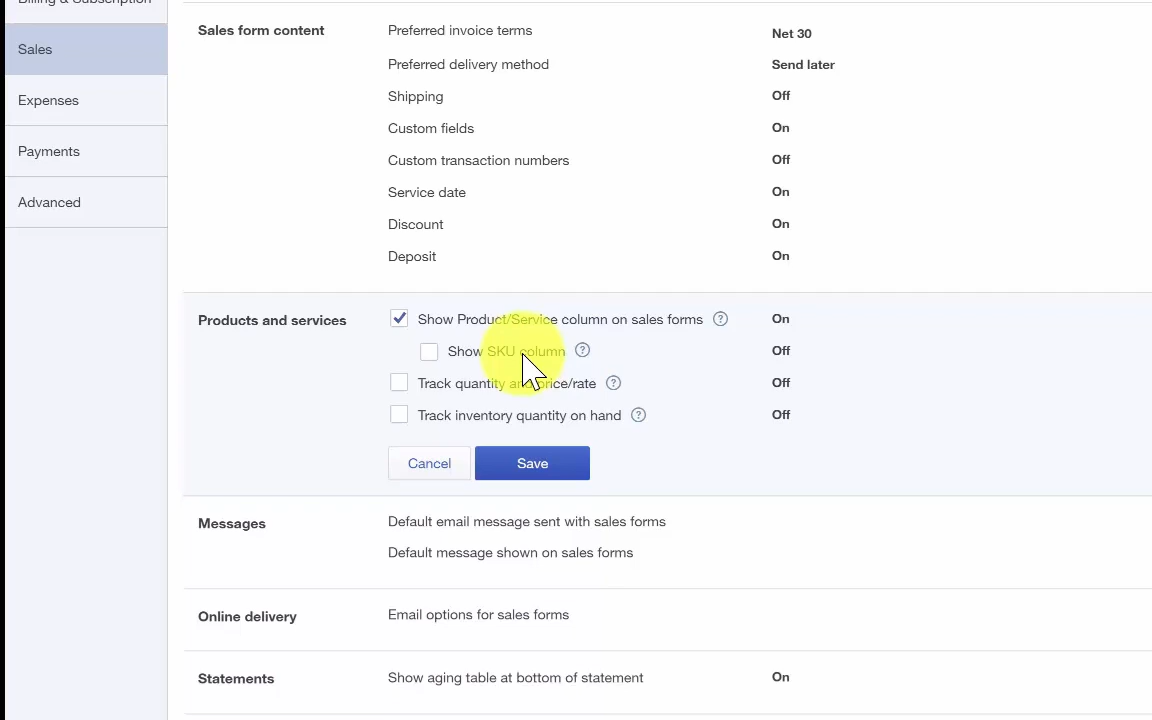 Billing & Subscription
Sales
Expenses
Payments
Advanced
Sales form content
Preferred invoice terms Net 30
Preferred delivery method Send later
Shipping Off
Custom fields On
Custom transaction numbers Off
Service date On
Discount On
Deposit On
Products and services
Show Product/Service column on sales forms ? On
Show SKU column ? Off
Track quantity and price/rate ? Off
Track inventory quantity on hand ? Off
Cancel Save
Messages
Default email message sent with sales forms
Default message shown on sales forms
Online delivery
Email options for sales forms
Statements
Show aging table at bottom of statement On